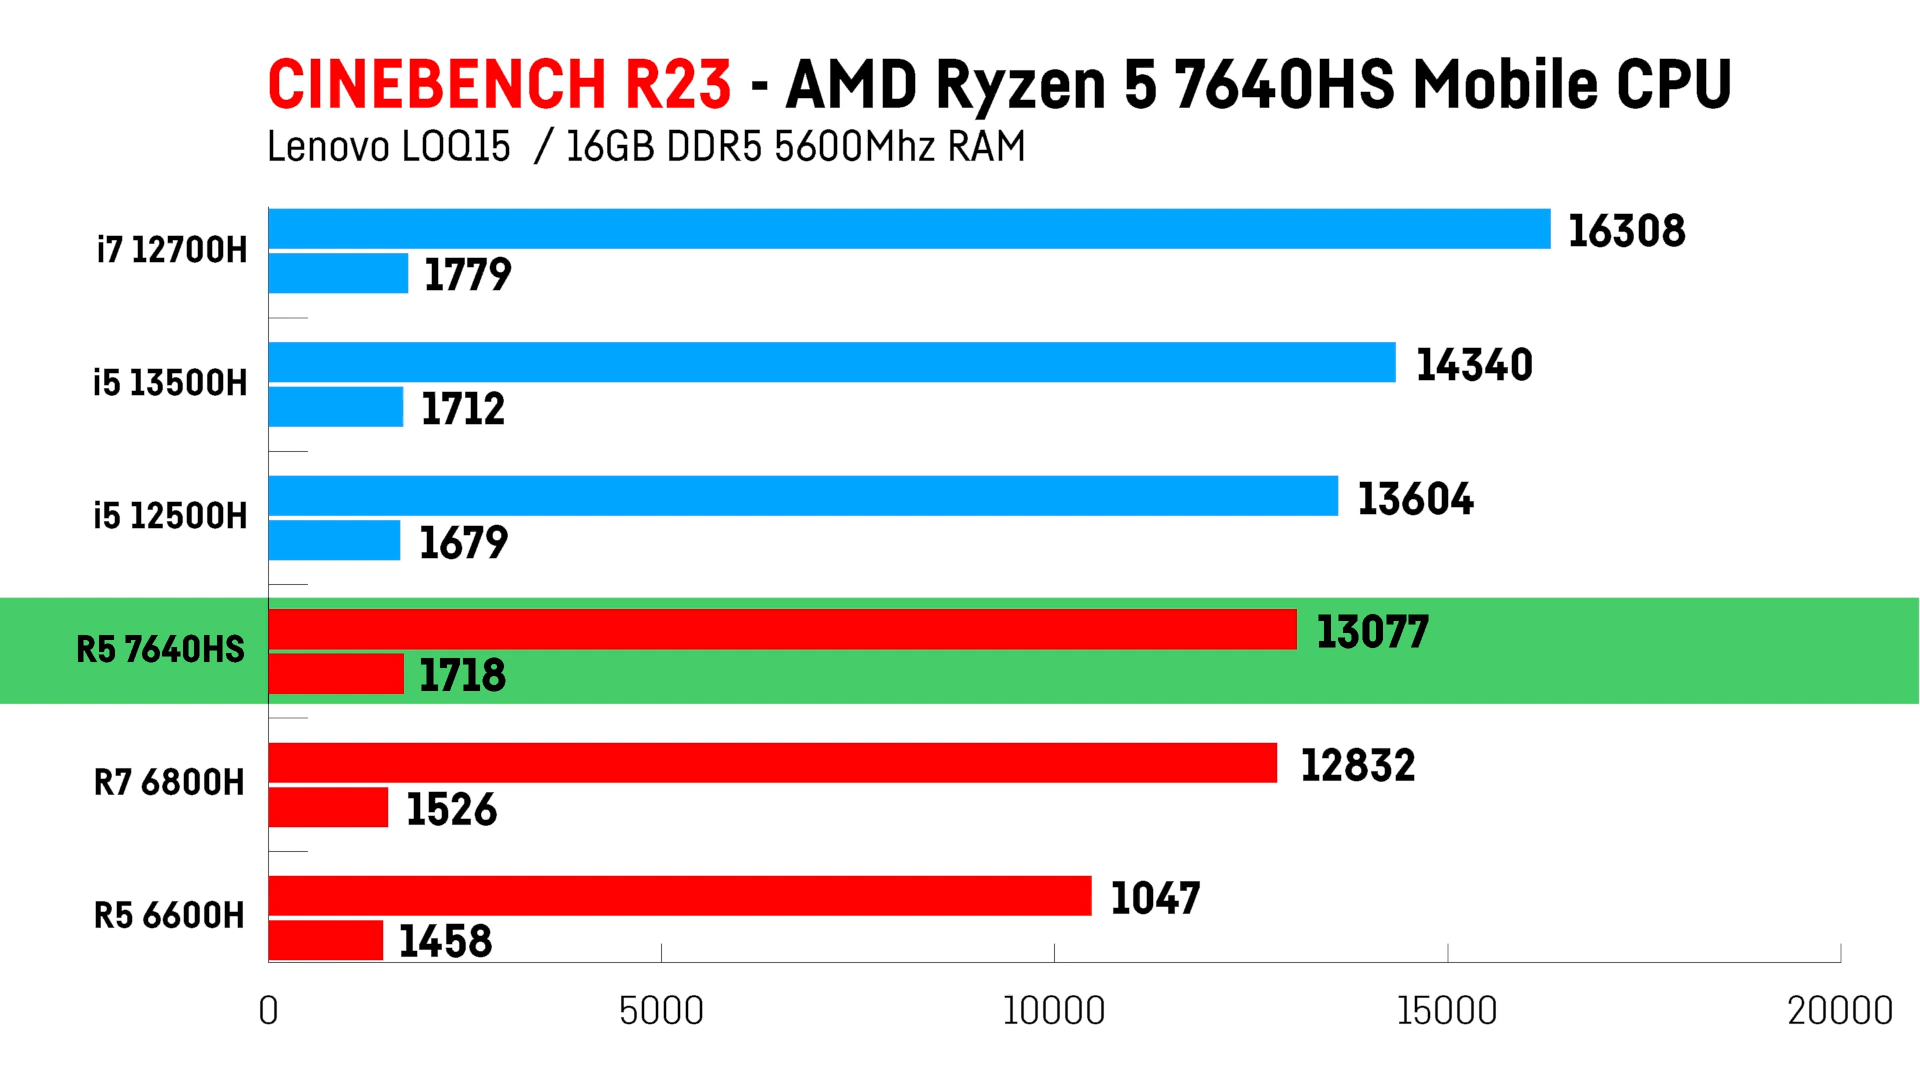 CINEBENCH R23 - AMD Ryzen 5 7640HS Mobile CPU
Lenovo LOQ15 / 16GB DDR5 5600Mhz RAM
i7 12700H
16308
1779
i5 13500H
14340
1712
i5 12500H
13604
1679
R5 7640HS
13077
1718
R7 6800H
12832
1526
R5 6600H
1047
1458
0 5000 10000 15000 20000